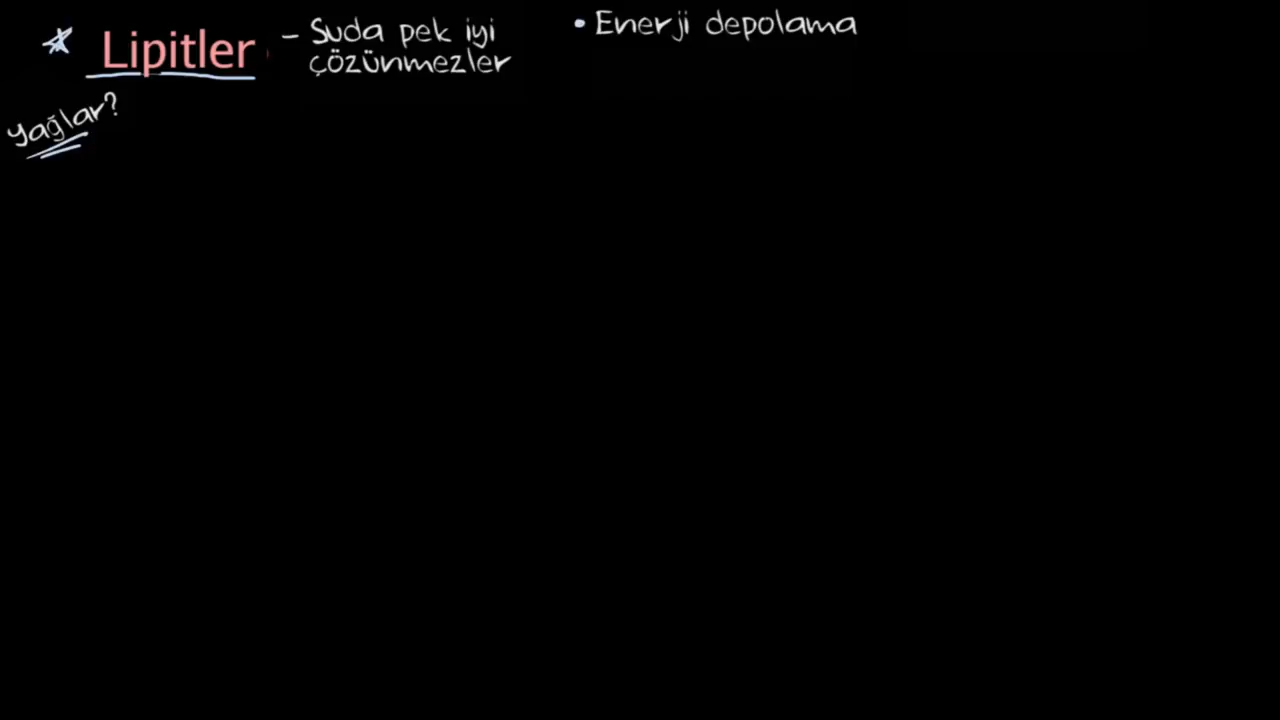 Lipitler
- Suda pek iyi
çözünmezler
• Enerji depolama
yağlar?